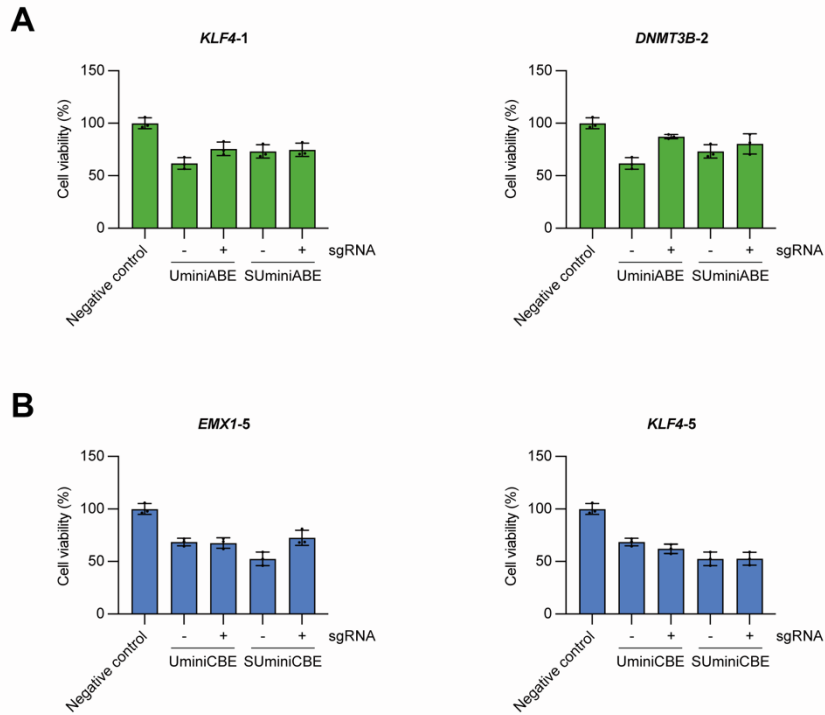 A
KLF4-1
Cell viability (%)
150
100
50
0
Negative control
- + - + sgRNA
UminiABE SUminiABE
DNMT3B-2
Cell viability (%)
150
100
50
0
Negative control
- + - + sgRNA
UminiABE SUminiABE
B
EMX1-5
Cell viability (%)
150
100
50
0
Negative control
- + - + sgRNA
UminiCBE SUminiCBE
KLF4-5
Cell viability (%)
150
100
50
0
Negative control
- + - + sgRNA
UminiCBE SUminiCBE